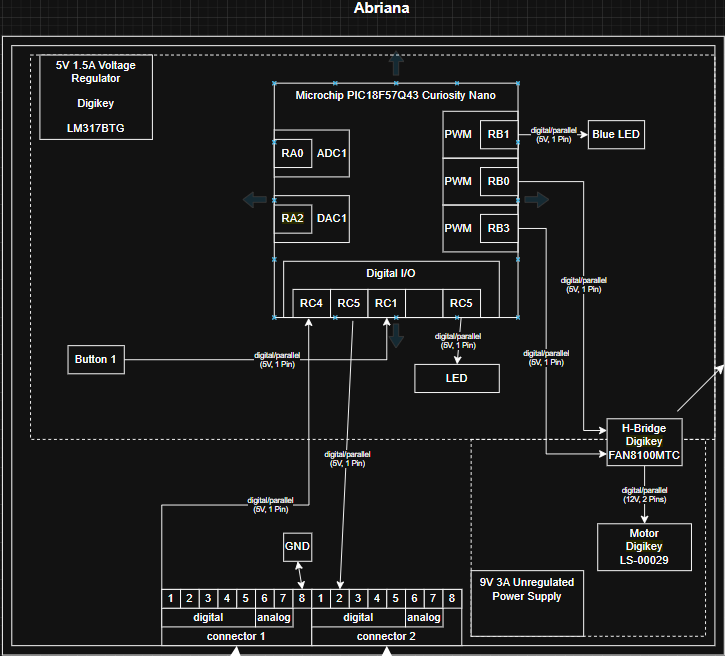 Abriana
5V 1.5A Voltage
Regulator
Digikey
LM317BTG
Microchip PIC18F57Q43 Curiosity Nano
RA0 ADC1
RA2 DAC1
PWM RB1
PWM RB0
PWM RB3
digital/parallel
(5V, 1 Pin)
Blue LED
Digital I/O
RC4 RC5 RC1 RC5
digital/parallel
(5V, 1 Pin)
digital/parallel
(5V, 1 Pin)
digital/parallel
(5V, 1 Pin)
Button 1
digital/parallel
(5V, 1 Pin)
LED
H-Bridge
Digikey
FAN8100MTC
digital/parallel
(5V, 1 Pin)
digital/parallel
(12V, 2 Pins)
digital/parallel
(5V, 1 Pin)
Motor
Digikey
LS-00029
GND
9V 3A Unregulated
Power Supply
1 2 3 4 5 6 7 8 1 2 3 4 5 6 7 8
digital analog digital analog
connector 1 connector 2